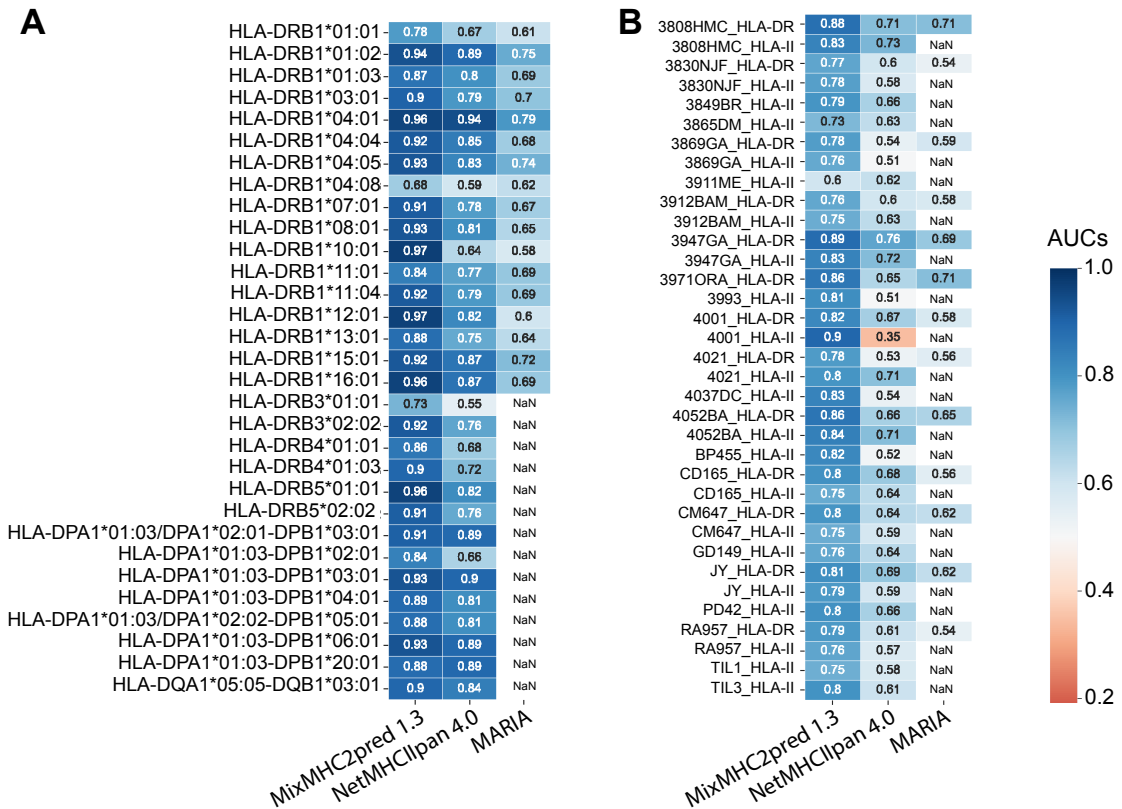 A
HLA-DRB1*01:01 0.78 0.67 0.61
HLA-DRB1*01:02 0.94 0.89 0.75
HLA-DRB1*01:03 0.87 0.8 0.69
HLA-DRB1*03:01 0.9 0.79 0.7
HLA-DRB1*04:01 0.96 0.94 0.79
HLA-DRB1*04:04 0.92 0.85 0.68
HLA-DRB1*04:05 0.93 0.83 0.74
HLA-DRB1*04:08 0.68 0.59 0.62
HLA-DRB1*07:01 0.91 0.78 0.67
HLA-DRB1*08:01 0.93 0.81 0.65
HLA-DRB1*10:01 0.97 0.64 0.58
HLA-DRB1*11:01 0.84 0.77 0.69
HLA-DRB1*11:04 0.92 0.79 0.69
HLA-DRB1*12:01 0.97 0.82 0.6
HLA-DRB1*13:01 0.88 0.75 0.64
HLA-DRB1*15:01 0.92 0.87 0.72
HLA-DRB1*16:01 0.96 0.87 0.69
HLA-DRB3*01:01 0.73 0.55 NaN
HLA-DRB3*02:02 0.92 0.76 NaN
HLA-DRB4*01:01 0.86 0.68 NaN
HLA-DRB4*01:03 0.9 0.72 NaN
HLA-DRB5*01:01 0.96 0.82 NaN
HLA-DRB5*02:02 0.91 0.76 NaN
HLA-DPA1*01:03/DPA1*02:01-DPB1*03:01 0.91 0.89 NaN
HLA-DPA1*01:03-DPB1*02:01 0.84 0.66 NaN
HLA-DPA1*01:03-DPB1*03:01 0.93 0.9 NaN
HLA-DPA1*01:03-DPB1*04:01 0.89 0.81 NaN
HLA-DPA1*01:03/DPA1*02:02-DPB1*05:01 0.88 0.81 NaN
HLA-DPA1*01:03-DPB1*06:01 0.93 0.89 NaN
HLA-DPA1*01:03-DPB1*20:01 0.88 0.89 NaN
HLA-DQA1*05:05-DQB1*03:01 0.9 0.84 NaN
MixMHC2pred 1.3
NetMHCIIpan 4.0
MARIA
B
3808HMC_HLA-DR 0.88 0.71 0.71
3808HMC_HLA-II 0.83 0.73 NaN
3830NJF_HLA-DR 0.77 0.6 0.54
3830NJF_HLA-II 0.78 0.58 NaN
3849BR_HLA-II 0.79 0.66 NaN
3865DM_HLA-II 0.73 0.63 NaN
3869GA_HLA-DR 0.78 0.54 0.59
3869GA_HLA-II 0.76 0.51 NaN
3911ME_HLA-II 0.6 0.62 NaN
3912BAM_HLA-DR 0.76 0.6 0.58
3912BAM_HLA-II 0.75 0.63 NaN
3947GA_HLA-DR 0.89 0.76 0.69
3947GA_HLA-II 0.83 0.72 NaN
3971ORA_HLA-DR 0.86 0.65 0.71
3993_HLA-II 0.81 0.51 NaN
4001_HLA-DR 0.82 0.67 0.58
4001_HLA-II 0.9 0.35 NaN
4021_HLA-DR 0.78 0.53 0.56
4021_HLA-II 0.8 0.71 NaN
4037DC_HLA-II 0.83 0.54 NaN
4052BA_HLA-DR 0.86 0.66 0.65
4052BA_HLA-II 0.84 0.71 NaN
BP455_HLA-II 0.82 0.52 NaN
CD165_HLA-DR 0.8 0.68 0.56
CD165_HLA-II 0.75 0.64 NaN
CM647_HLA-DR 0.8 0.64 0.62
CM647_HLA-II 0.75 0.59 NaN
GD149_HLA-II 0.76 0.64 NaN
JY_HLA-DR 0.81 0.69 0.62
JY_HLA-II 0.79 0.59 NaN
PD42_HLA-II 0.8 0.66 NaN
RA957_HLA-DR 0.79 0.61 0.54
RA957_HLA-II 0.76 0.57 NaN
TIL1_HLA-II 0.75 0.58 NaN
TIL3_HLA-II 0.8 0.61 NaN
MixMHC2pred 1.3
NetMHCIIpan 4.0
MARIA
AUCs
1.0
0.8
0.6
0.4
0.2